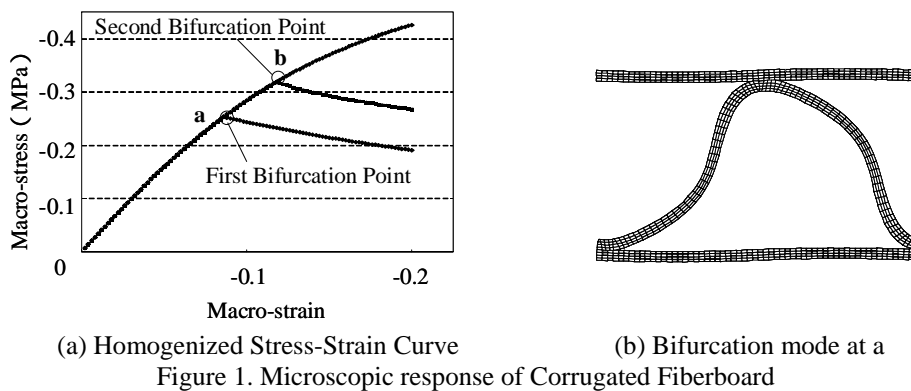 -0.4
Second Bifurcation Point
b
-0.3
Macro-stress (MPa)
a
-0.2
First Bifurcation Point
-0.1
0
-0.1
-0.2
Macro-strain
(a) Homogenized Stress-Strain Curve
(b) Bifurcation mode at a
Figure 1. Microscopic response of Corrugated Fiberboard